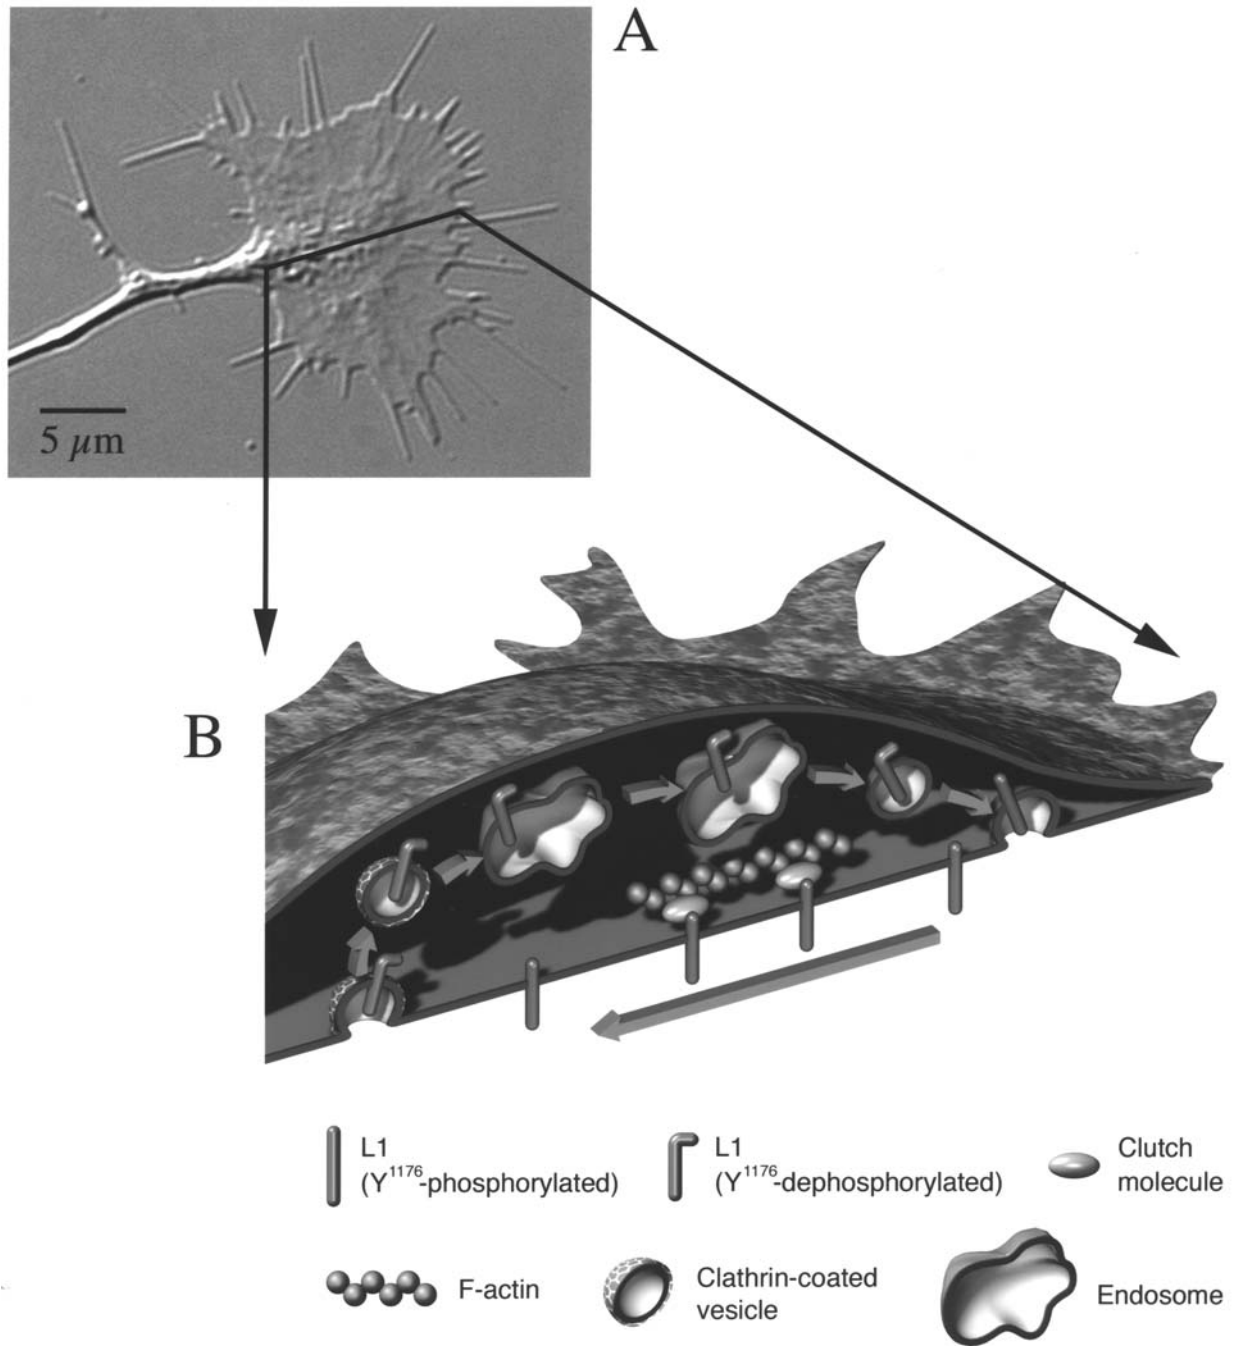 A
5 μm
B
L1
(Y¹¹⁷⁶-phosphorylated)
L1
(Y¹¹⁷⁶-dephosphorylated)
Clutch
molecule
F-actin
Clathrin-coated
vesicle
Endosome